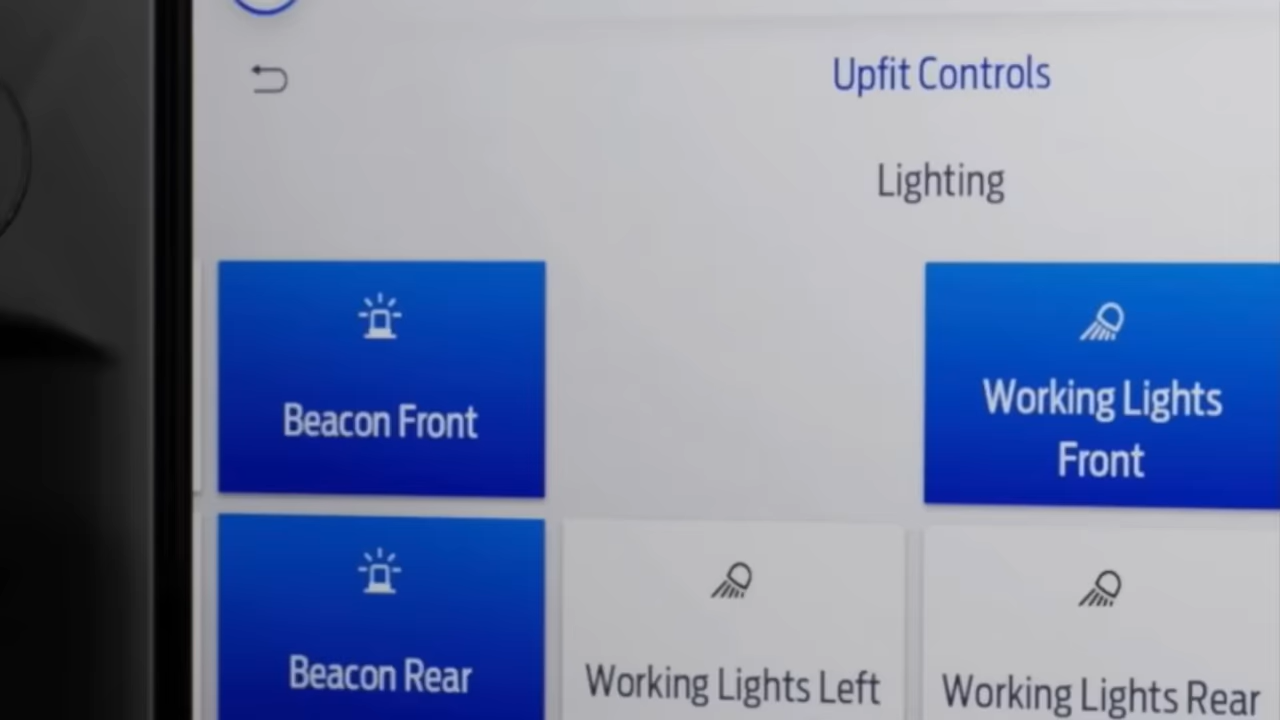 Upfit Controls
Lighting
Beacon Front
Working Lights
Front
Beacon Rear
Working Lights Left
Working Lights Rear